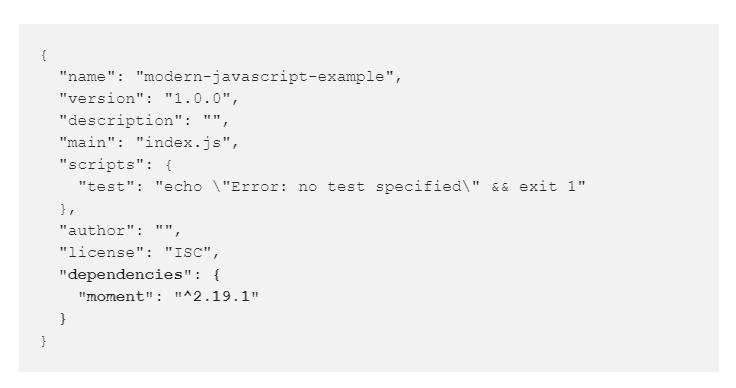 {
  "name": "modern-javascript-example",
  "version": "1.0.0",
  "description": "",
  "main": "index.js",
  "scripts": {
    "test": "echo \"Error: no test specified\" && exit 1"
  },
  "author": "",
  "license": "ISC",
  "dependencies": {
    "moment": "^2.19.1"
  }
}